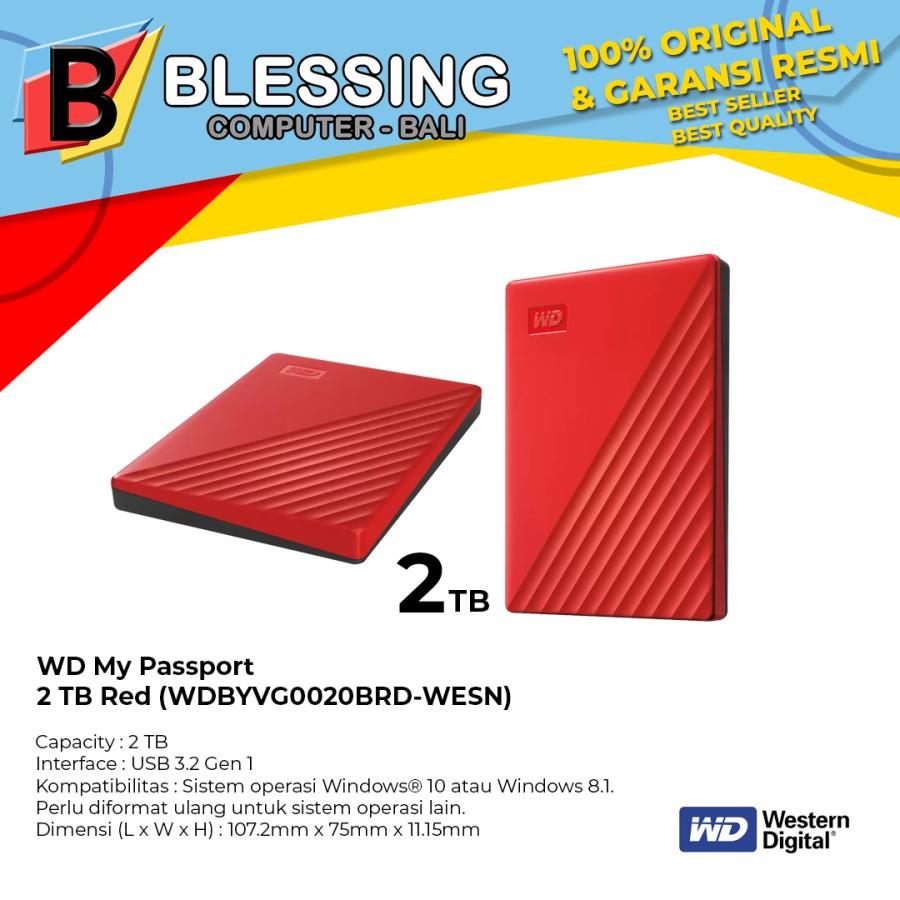 B
BLESSING
COMPUTER - BALI
100% ORIGINAL
& GARANSI RESMI
BEST SELLER
BEST QUALITY
WD
WD
2TB
WD My Passport
2 TB Red (WDBYVG0020BRD-WESN)
Capacity : 2 TB
Interface : USB 3.2 Gen 1
Kompatibilitas : Sistem operasi Windows® 10 atau Windows 8.1.
Perlu diformat ulang untuk sistem operasi lain.
Dimensi (L x W x H) : 107.2mm x 75mm x 11.15mm
WD Western
Digital®